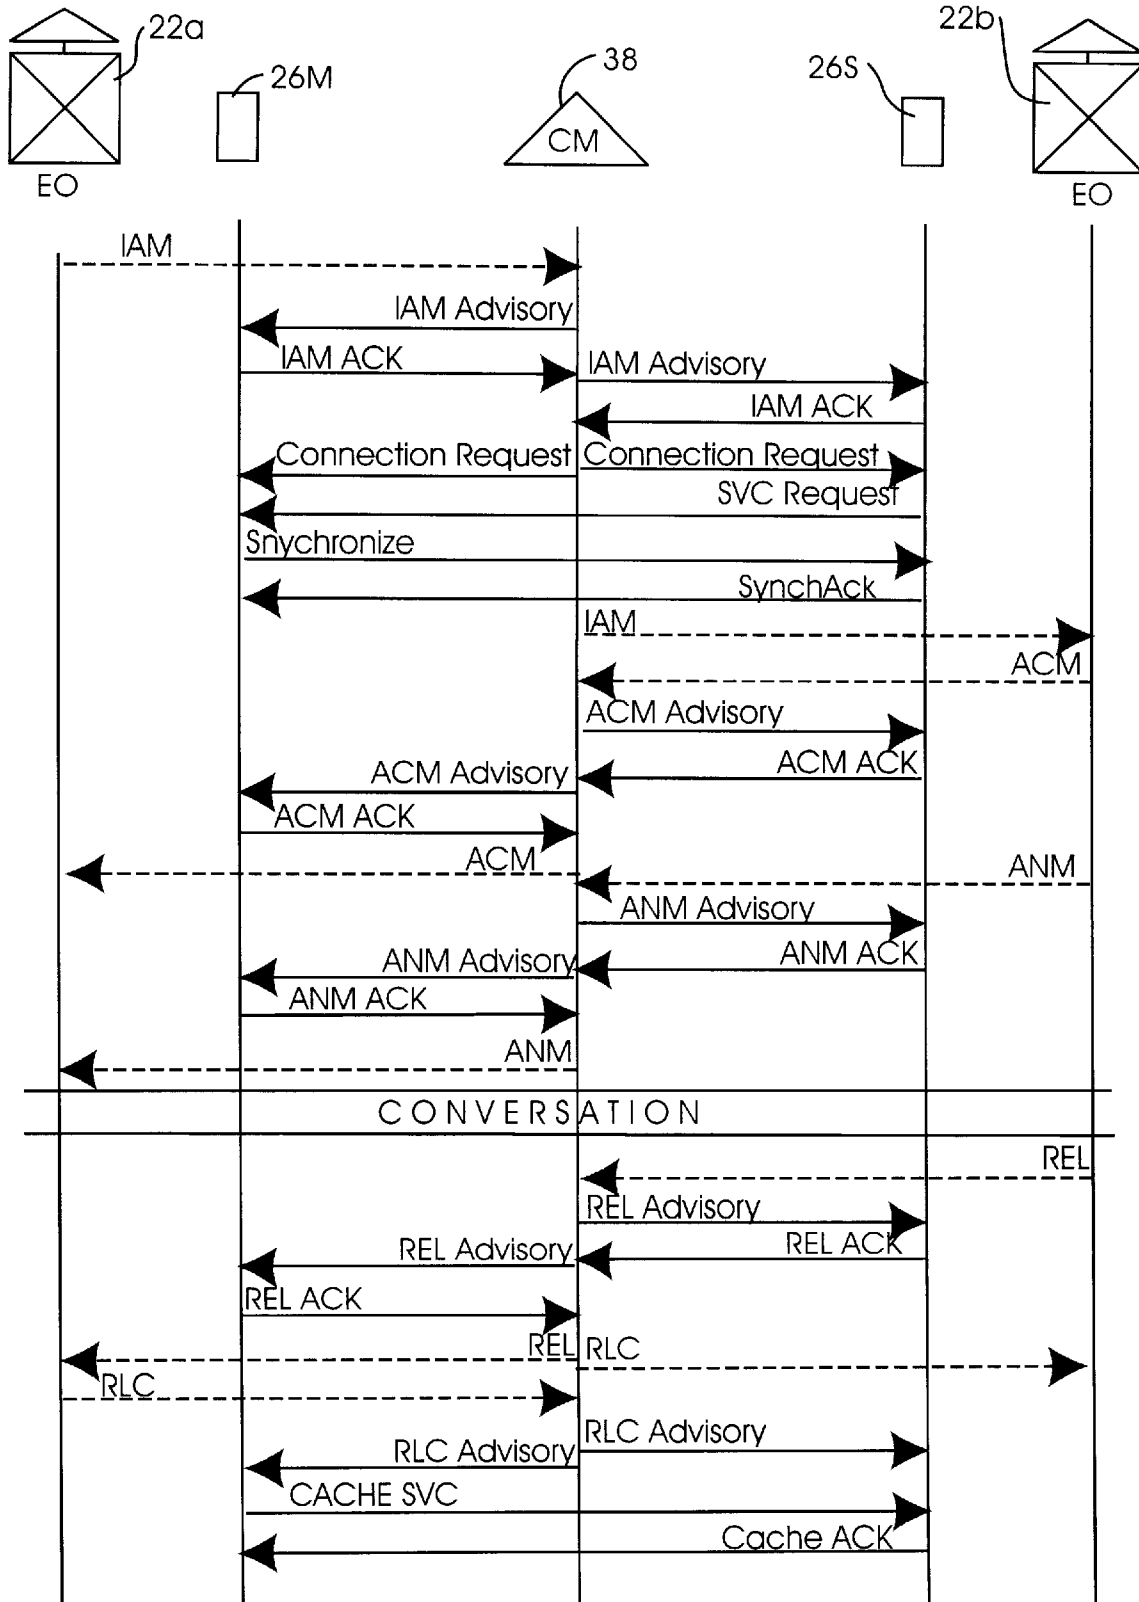 22a
22b
26M
38
26S
CM
EO
EO
IAM
IAM Advisory
IAM ACK
IAM Advisory
IAM ACK
Connection Request
Connection Request
SVC Request
Snychronize
SynchAck
IAM
ACM
ACM Advisory
ACM ACK
ACM Advisory
ACM ACK
ACM
ANM
ANM Advisory
ANM ACK
ANM Advisory
ANM ACK
ANM
CONVERSATION
REL
REL Advisory
REL ACK
REL Advisory
REL ACK
REL
RLC
RLC
RLC Advisory
RLC Advisory
CACHE SVC
Cache ACK